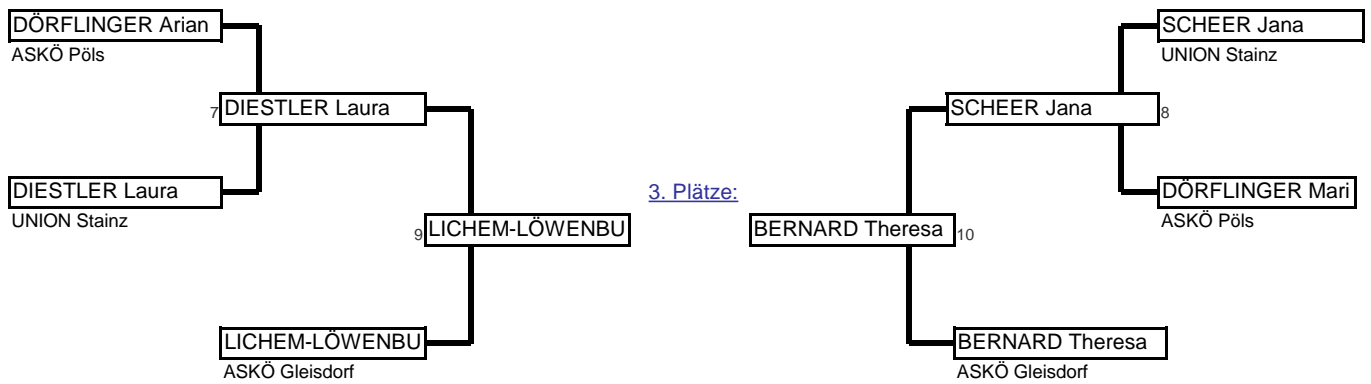 DÖRFLINGER Arian
ASKÖ Pöls
7 DIESTLER Laura
DIESTLER Laura
UNION Stainz
9 LICHEM-LÖWENBU
LICHEM-LÖWENBU
ASKÖ Gleisdorf
3. Plätze:
SCHEER Jana
UNION Stainz
SCHEER Jana 8
DÖRFLINGER Mari
ASKÖ Pöls
BERNARD Theresa 10
BERNARD Theresa
ASKÖ Gleisdorf